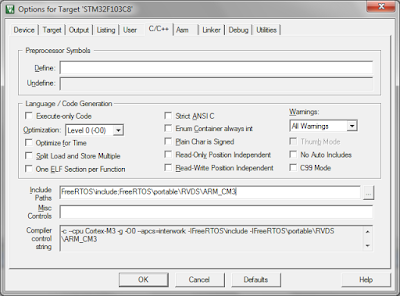 Options for Target 'STM32F103C8'
Device Target Output Listing User C/C++ Asm Linker Debug Utilities
Preprocessor Symbols
Define:
Undefine:
Language / Code Generation
Execute-only Code
Strict ANSI C
Warnings:
Optimization: Level 0 (-O0)
Enum Container always int
All Warnings
Optimize for Time
Plain Char is Signed
Thumb Mode
Split Load and Store Multiple
Read-Only Position Independent
No Auto Includes
One ELF Section per Function
Read-Write Position Independent
C99 Mode
Include Paths
FreeRTOS\include;FreeRTOS\portable\RVDS\ARM_CM3
...
Misc Controls
Compiler control string
-c --cpu Cortex-M3 -g -O0 --apcs=interwork -IFreeRTOS\include -IFreeRTOS\portable\RVDS
\ARM_CM3
OK Cancel Defaults Help